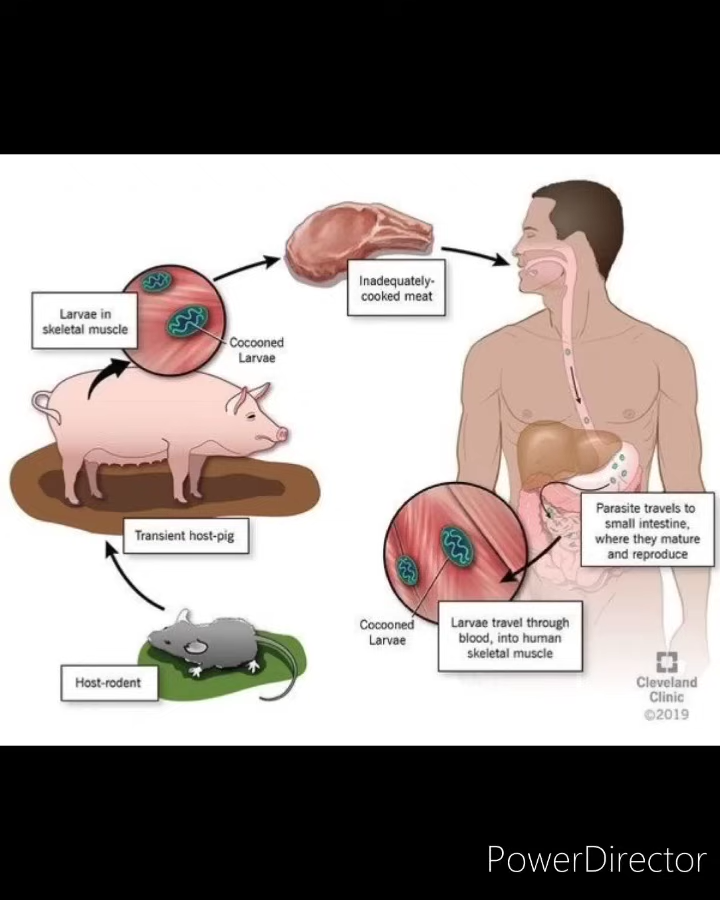 Inadequately-
cooked meat
Larvae in
skeletal muscle
Cocooned
Larvae
Transient host-pig
Host-rodent
Parasite travels to
small intestine,
where they mature
and reproduce
Cocooned
Larvae
Larvae travel through
blood, into human
skeletal muscle
Cleveland
Clinic
©2019
PowerDirector